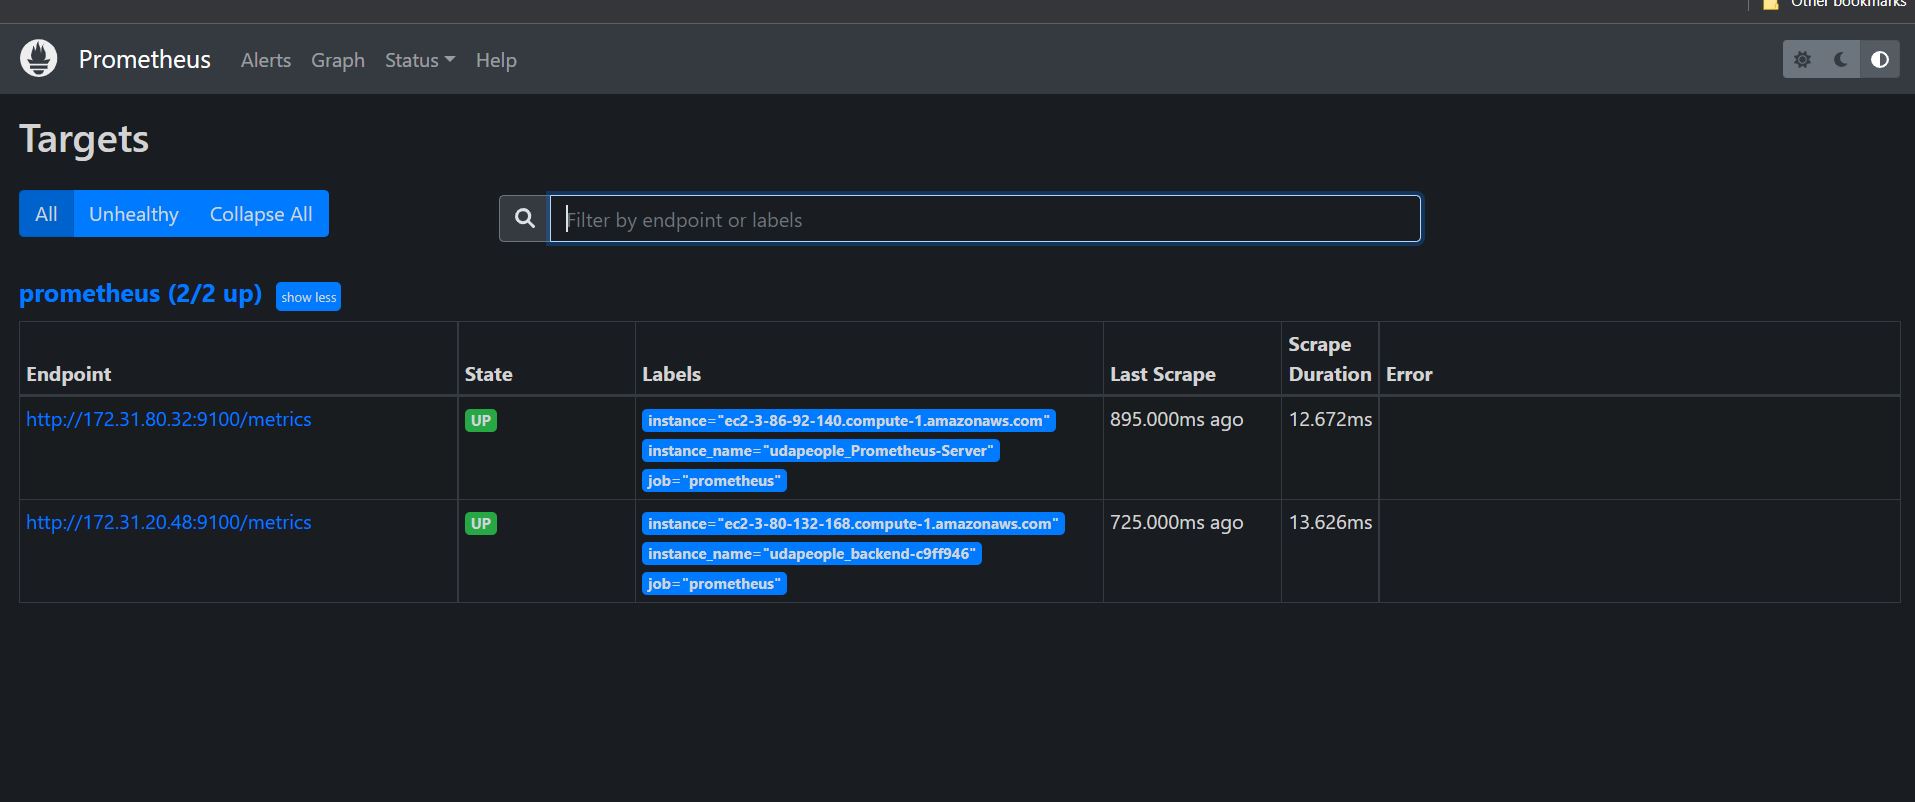 Other bookmarks
Prometheus Alerts Graph Status Help
Targets
All Unhealthy Collapse All
Filter by endpoint or labels
prometheus (2/2 up) show less
Endpoint State Labels Last Scrape Scrape Duration Error
http://172.31.80.32:9100/metrics UP instance="ec2-3-86-92-140.compute-1.amazonaws.com" 895.000ms ago 12.672ms
instance_name="udapeople_Prometheus-Server"
job="prometheus"
http://172.31.20.48:9100/metrics UP instance="ec2-3-80-132-168.compute-1.amazonaws.com" 725.000ms ago 13.626ms
instance_name="udapeople_backend-c9ff946"
job="prometheus"